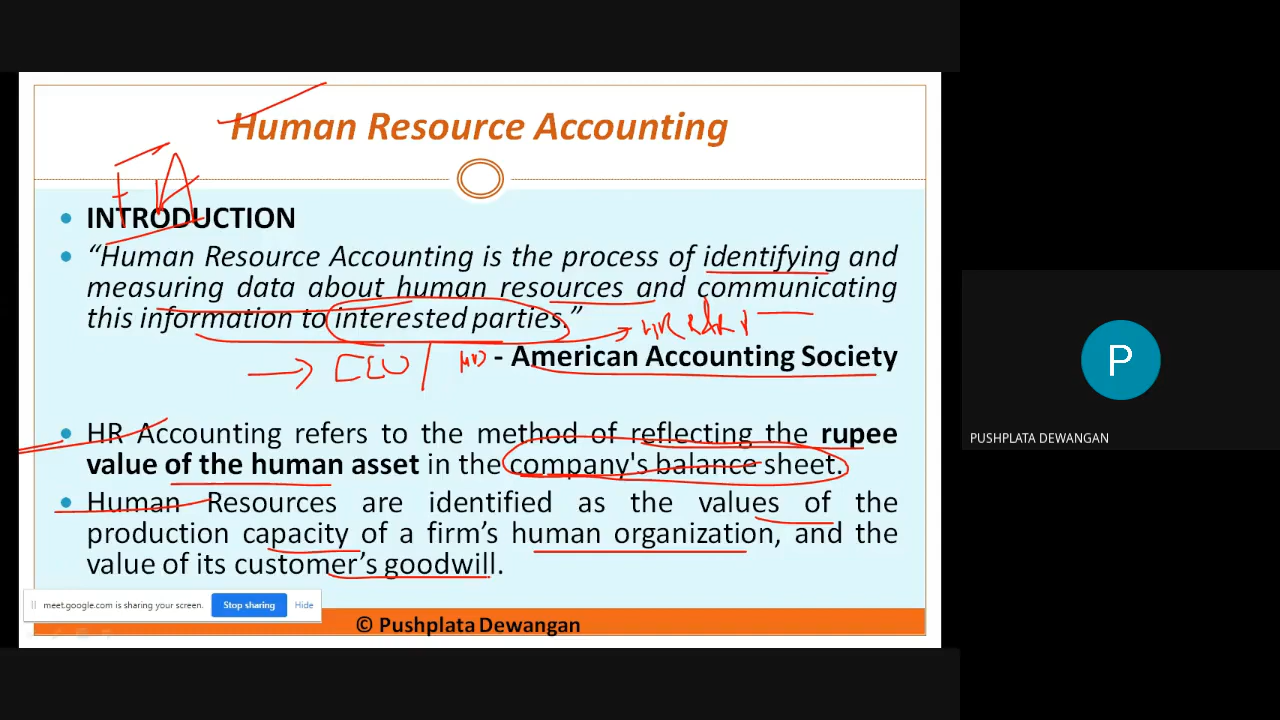 Human Resource Accounting
FA
• INTRODUCTION
• “Human Resource Accounting is the process of identifying and
measuring data about human resources and communicating
this information to interested parties.”
CEO / HD
- American Accounting Society
• HR Accounting refers to the method of reflecting the rupee
value of the human asset in the company's balance sheet.
• Human Resources are identified as the values of the
production capacity of a firm’s human organization, and the
value of its customer’s goodwill.
meet.google.com is sharing your screen. Stop sharing Hide
© Pushplata Dewangan
P
PUSHPLATA DEWANGAN